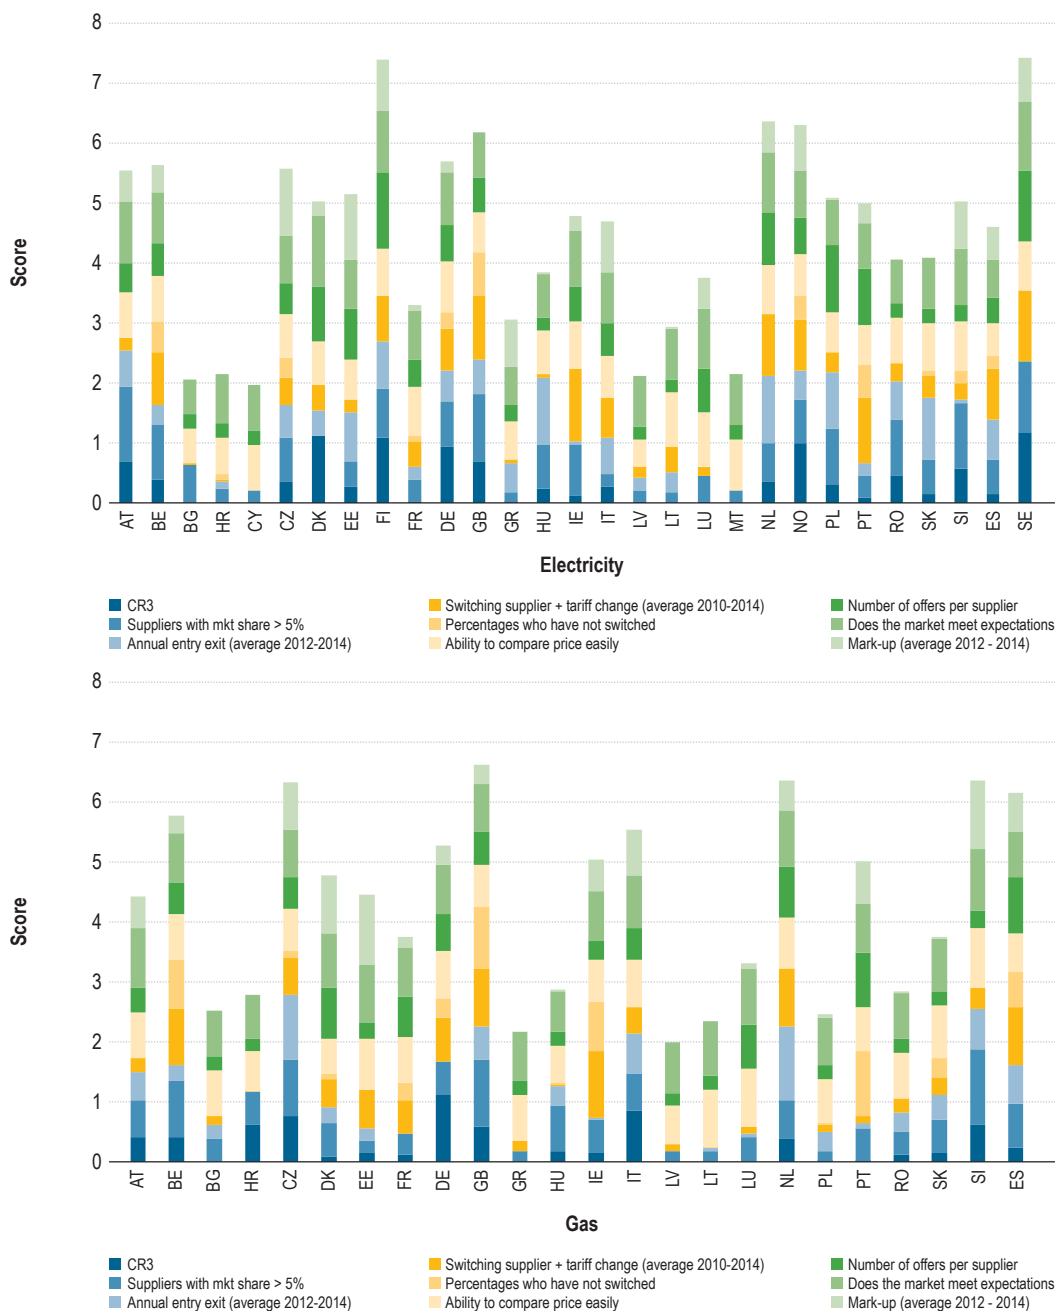 8
7
6
5
4
3
2
1
0
Score
AT BE BG HR CY CZ DK EE FI FR DE GB GR HU IE IT LV LT LU MT NL NO PL PT RO SK SI ES SE
Electricity
CR3
Suppliers with mkt share > 5%
Annual entry exit (average 2012-2014)
Switching supplier + tariff change (average 2010-2014)
Percentages who have not switched
Ability to compare price easily
Number of offers per supplier
Does the market meet expectations
Mark-up (average 2012 - 2014)
8
7
6
5
4
3
2
1
0
Score
AT BE BG HR CZ DK EE FR DE GB GR HU IE IT LV LT LU NL PL PT RO SK SI ES
Gas
CR3
Suppliers with mkt share > 5%
Annual entry exit (average 2012-2014)
Switching supplier + tariff change (average 2010-2014)
Percentages who have not switched
Ability to compare price easily
Number of offers per supplier
Does the market meet expectations
Mark-up (average 2012 - 2014)